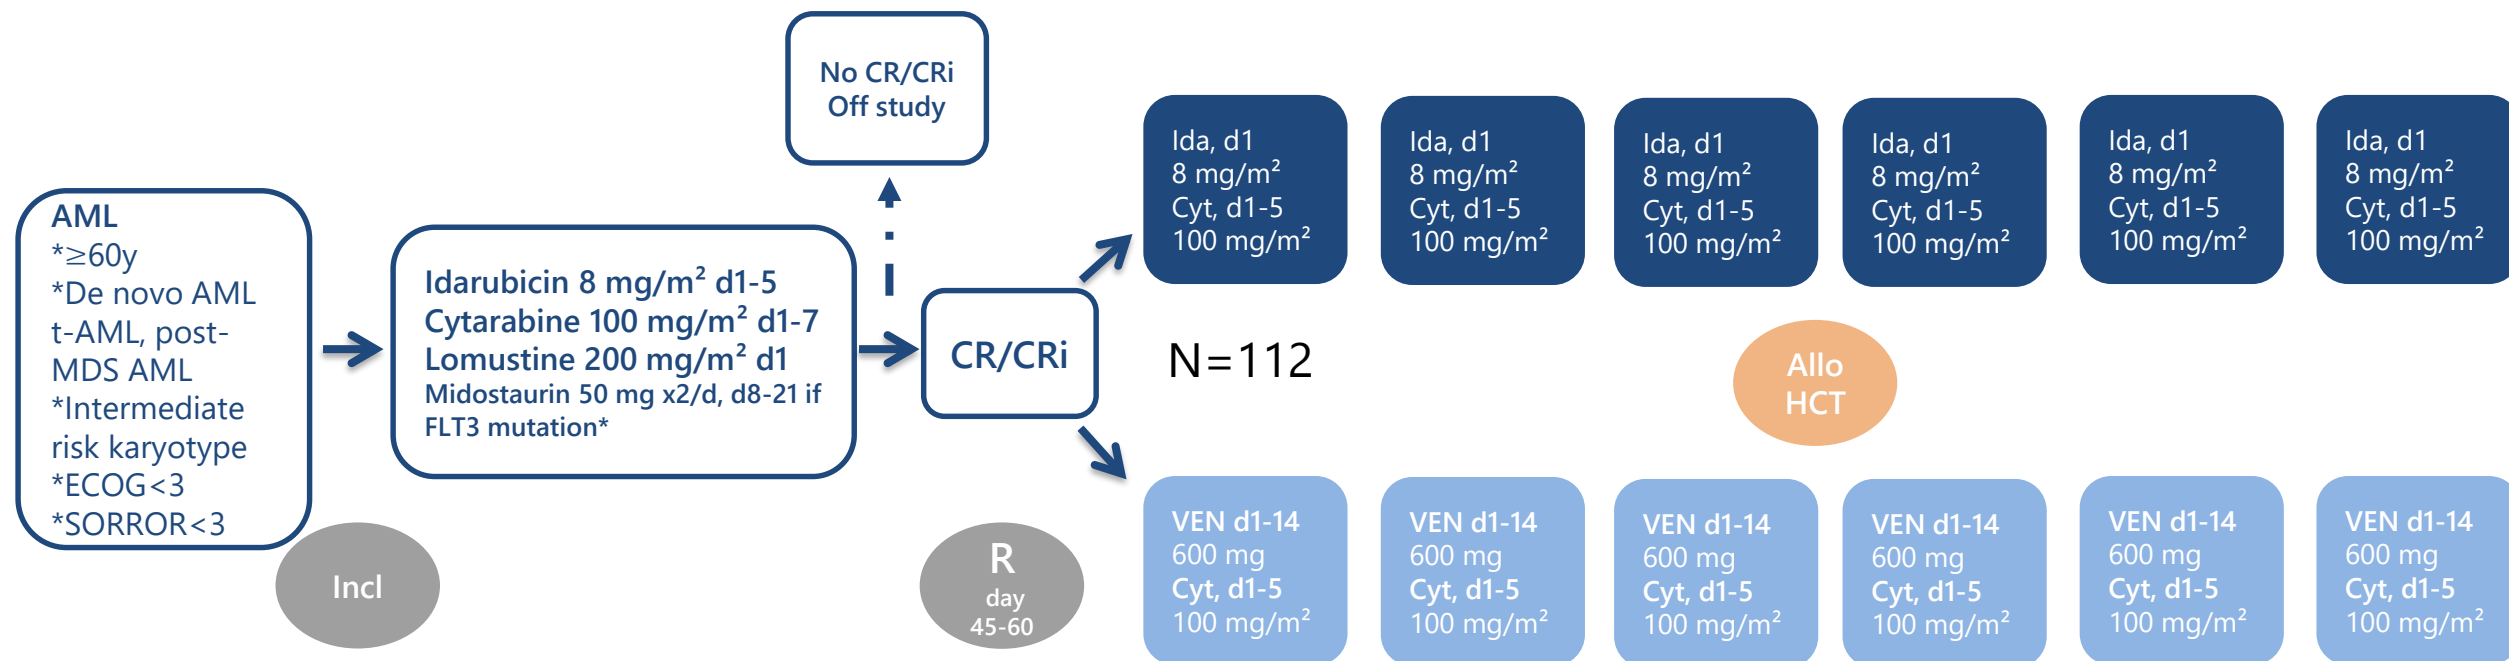 AML
*≥60y
*De novo AML
t-AML, post-
MDS AML
*Intermediate
risk karyotype
*ECOG<3
*SORROR<3
Incl
Idarubicin 8 mg/m² d1-5
Cytarabine 100 mg/m² d1-7
Lomustine 200 mg/m² d1
Midostaurin 50 mg x2/d, d8-21 if
FLT3 mutation*
No CR/CRi
Off study
CR/CRi
R
day
45-60
N=112
Ida, d1
8 mg/m²
Cyt, d1-5
100 mg/m²
Ida, d1
8 mg/m²
Cyt, d1-5
100 mg/m²
Ida, d1
8 mg/m²
Cyt, d1-5
100 mg/m²
Ida, d1
8 mg/m²
Cyt, d1-5
100 mg/m²
Ida, d1
8 mg/m²
Cyt, d1-5
100 mg/m²
Ida, d1
8 mg/m²
Cyt, d1-5
100 mg/m²
Allo
HCT
VEN d1-14
600 mg
Cyt, d1-5
100 mg/m²
VEN d1-14
600 mg
Cyt, d1-5
100 mg/m²
VEN d1-14
600 mg
Cyt, d1-5
100 mg/m²
VEN d1-14
600 mg
Cyt, d1-5
100 mg/m²
VEN d1-14
600 mg
Cyt, d1-5
100 mg/m²
VEN d1-14
600 mg
Cyt, d1-5
100 mg/m²